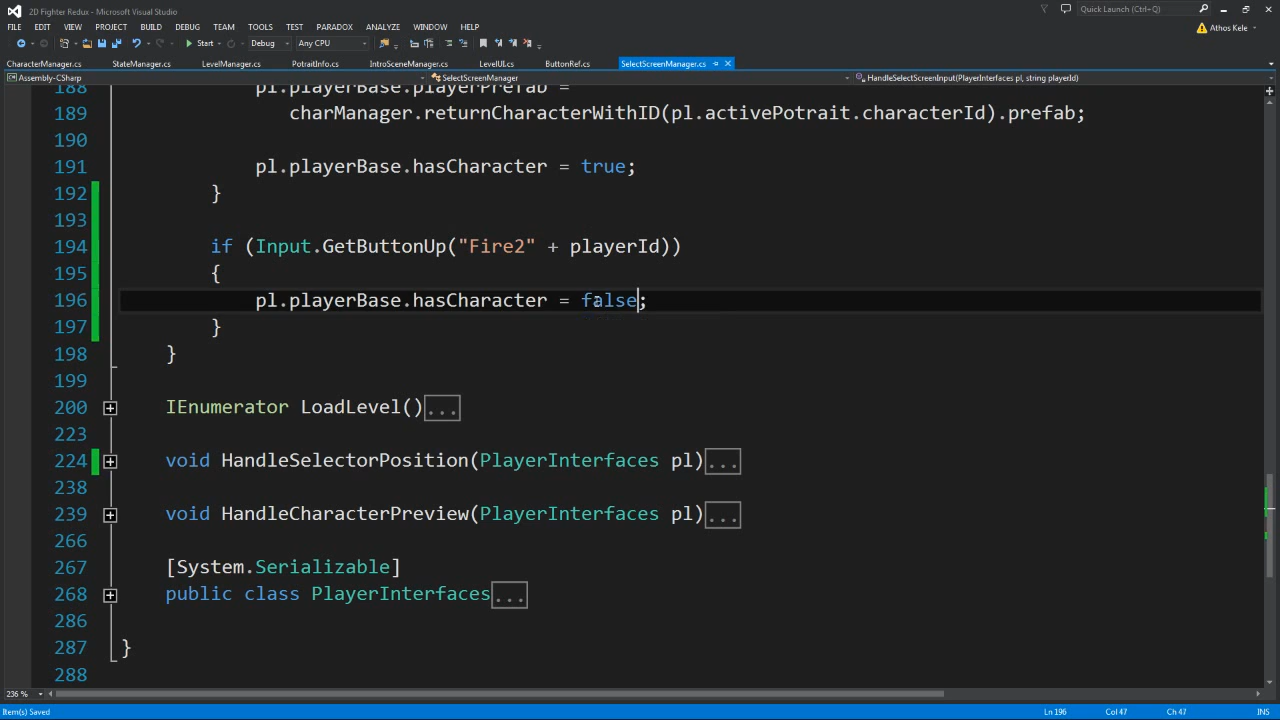 2D Fighter Redux - Microsoft Visual Studio
Quick Launch (Ctrl+Q)
FILE EDIT VIEW PROJECT BUILD DEBUG TEAM TOOLS TEST PARADOX ANALYZE WINDOW HELP
Athos Kele
Start Debug Any CPU
CharacterManager.cs StateManager.cs LevelManager.cs PotraitInfo.cs IntroSceneManager.cs LevelUI.cs ButtonRef.cs SelectScreenManager.cs
Assembly-CSharp SelectScreenManager HandleSelectScreenInput(PlayerInterfaces pl, string playerId)
188 pl.playerBase.playerPrefab =
189 charManager.returnCharacterWithID(pl.activePotrait.characterId).prefab;
190
191 pl.playerBase.hasCharacter = true;
192 }
193
194 if (Input.GetButtonUp("Fire2" + playerId))
195 {
196 pl.playerBase.hasCharacter = false;
197 }
198 }
199
200 IEnumerator LoadLevel()...
223
224 void HandleSelectorPosition(PlayerInterfaces pl)...
238
239 void HandleCharacterPreview(PlayerInterfaces pl)...
266
267 [System.Serializable]
268 public class PlayerInterfaces...
286
287 }
288
236 %
Item(s) Saved Ln 196 Col 47 Ch 47 INS